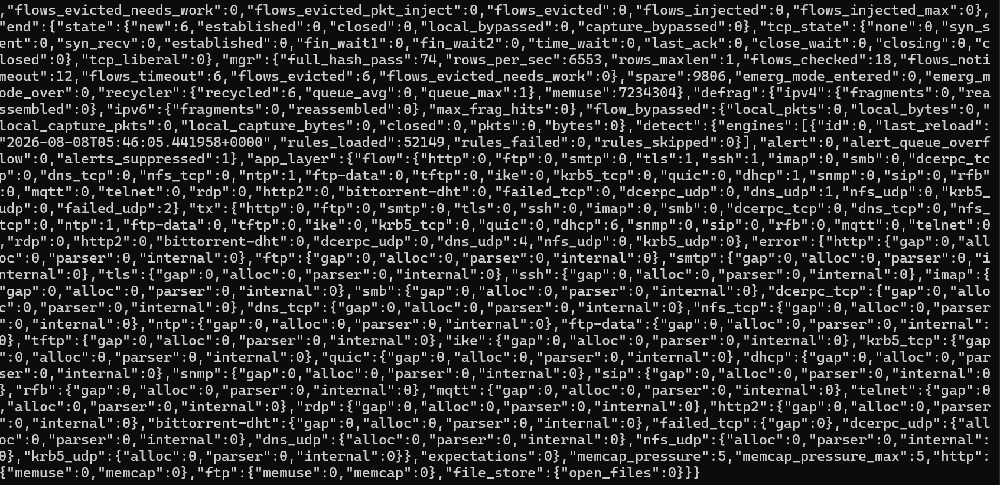 ,"flows_evicted_needs_work":0,"flows_evicted_pkt_inject":0,"flows_evicted":0,"flows_injected":0,"flows_injected_max":0},
"end":{"state":{"new":6,"established":0,"closed":0,"local_bypassed":0,"capture_bypassed":0},"tcp_state":{"none":0,"syn_s
ent":0,"syn_recv":0,"established":0,"fin_wait1":0,"fin_wait2":0,"time_wait":0,"last_ack":0,"close_wait":0,"closing":0,"c
losed":0},"tcp_liberal":0},"mgr":{"full_hash_pass":74,"rows_per_sec":6553,"rows_maxlen":1,"flows_checked":18,"flows_noti
meout":12,"flows_timeout":6,"flows_evicted":6,"flows_evicted_needs_work":0},"spare":9806,"emerg_mode_entered":0,"emerg_m
ode_over":0,"recycler":{"recycled":6,"queue_avg":0,"queue_max":1},"memuse":7234304},"defrag":{"ipv4":{"fragments":0,"rea
ssembled":0},"ipv6":{"fragments":0,"reassembled":0},"max_frag_hits":0},"flow_bypassed":{"local_pkts":0,"local_bytes":0,"
local_capture_pkts":0,"local_capture_bytes":0,"closed":0,"pkts":0,"bytes":0},"detect":{"engines":[{"id":0,"last_reload":
"2026-08-08T05:46:05.441958+0000","rules_loaded":52149,"rules_failed":0,"rules_skipped":0}],"alert":0,"alert_queue_overf
low":0,"alerts_suppressed":1},"app_layer":{"flow":{"http":0,"ftp":0,"smtp":0,"tls":1,"ssh":1,"imap":0,"smb":0,"dcerpc_tc
p":0,"dns_tcp":0,"nfs_tcp":0,"ntp":1,"ftp-data":0,"tftp":0,"ike":0,"krb5_tcp":0,"quic":0,"dhcp":1,"snmp":0,"sip":0,"rfb"
:0,"mqtt":0,"telnet":0,"rdp":0,"http2":0,"bittorrent-dht":0,"failed_tcp":0,"dcerpc_udp":0,"dns_udp":1,"nfs_udp":0,"krb5_
udp":0,"failed_udp":2},"tx":{"http":0,"ftp":0,"smtp":0,"tls":0,"ssh":0,"imap":0,"smb":0,"dcerpc_tcp":0,"dns_tcp":0,"nfs_
tcp":0,"ntp":1,"ftp-data":0,"tftp":0,"ike":0,"krb5_tcp":0,"quic":0,"dhcp":6,"snmp":0,"sip":0,"rfb":0,"mqtt":0,"telnet":0
,"rdp":0,"http2":0,"bittorrent-dht":0,"dcerpc_udp":0,"dns_udp":4,"nfs_udp":0,"krb5_udp":0},"error":{"http":{"gap":0,"all
oc":0,"parser":0,"internal":0},"ftp":{"gap":0,"alloc":0,"parser":0,"internal":0},"smtp":{"gap":0,"alloc":0,"parser":0,"i
nternal":0},"tls":{"gap":0,"alloc":0,"parser":0,"internal":0},"ssh":{"gap":0,"alloc":0,"parser":0,"internal":0},"imap":{
"gap":0,"alloc":0,"parser":0,"internal":0},"smb":{"gap":0,"alloc":0,"parser":0,"internal":0},"dcerpc_tcp":{"gap":0,"allo
c":0,"parser":0,"internal":0},"dns_tcp":{"gap":0,"alloc":0,"parser":0,"internal":0},"nfs_tcp":{"gap":0,"alloc":0,"parser
":0,"internal":0},"ntp":{"gap":0,"alloc":0,"parser":0,"internal":0},"ftp-data":{"gap":0,"alloc":0,"parser":0,"internal":
0},"tftp":{"gap":0,"alloc":0,"parser":0,"internal":0},"ike":{"gap":0,"alloc":0,"parser":0,"internal":0},"krb5_tcp":{"gap
":0,"alloc":0,"parser":0,"internal":0},"quic":{"gap":0,"alloc":0,"parser":0,"internal":0},"dhcp":{"gap":0,"alloc":0,"par
ser":0,"internal":0},"snmp":{"gap":0,"alloc":0,"parser":0,"internal":0},"sip":{"gap":0,"alloc":0,"parser":0,"internal":0
},"rfb":{"gap":0,"alloc":0,"parser":0,"internal":0},"mqtt":{"gap":0,"alloc":0,"parser":0,"internal":0},"telnet":{"gap":0
,"alloc":0,"parser":0,"internal":0},"rdp":{"gap":0,"alloc":0,"parser":0,"internal":0},"http2":{"gap":0,"alloc":0,"parser
":0,"internal":0},"bittorrent-dht":{"gap":0,"alloc":0,"parser":0,"internal":0},"failed_tcp":{"gap":0},"dcerpc_udp":{"all
oc":0,"parser":0,"internal":0},"dns_udp":{"alloc":0,"parser":0,"internal":0},"nfs_udp":{"alloc":0,"parser":0,"internal":
0},"krb5_udp":{"alloc":0,"parser":0,"internal":0}},"expectations":0},"memcap_pressure":5,"memcap_pressure_max":5,"http":
{"memuse":0,"memcap":0},"ftp":{"memuse":0,"memcap":0},"file_store":{"open_files":0}}}